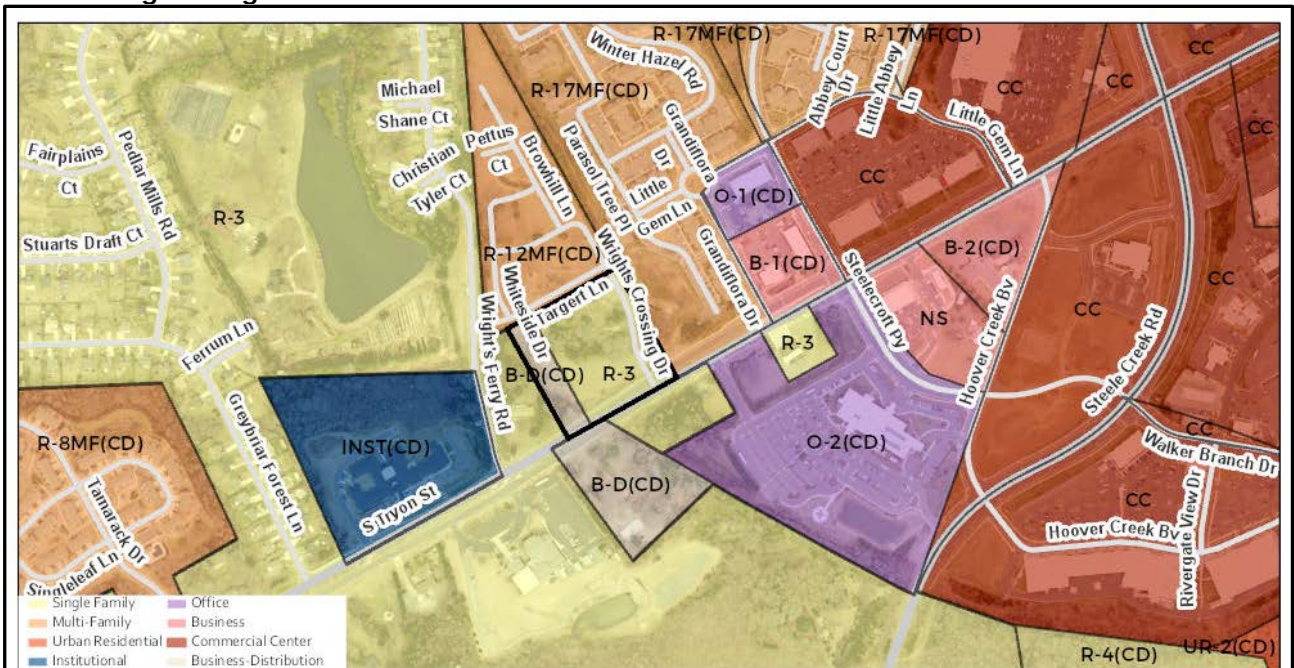 R-17MF(CD)
R-17MF(CD)
CC
CC
Winter Hazel Rd
Abbey Court Dr
Little Abbey Ln
CC
Michael Shane Ct
R-17MF(CD)
Little Gem Ln
Pedlar Mills Rd
Fairplains Ct
Christian Tyler Ct
Pettus Ct
Browhill Ln
Parasol Tree Pl
Grandiflora Dr
CC
CC
R-3
Little Gem Ln
O-1(CD)
Stuarts Draft Ct
R-12MF(CD)
Wrights Crossing Dr
Grandiflora Dr
B-1(CD)
Steelecroft Py
B-2(CD)
CC
CC
Whiteside Dr
Targert Ln
NS
Hoover Creek Bv
Steele Creek Rd
Ferrum Ln
Wright's Ferry Rd
B-D(CD)
R-3
R-3
Greybriar Forest Ln
INST(CD)
R-8MF(CD)
O-2(CD)
CC
Walker Branch Dr
S Tryon St
B-D(CD)
CC
Tamarack Dr
Hoover Creek Bv
Rivergate View Dr
Singleleaf Ln
Single Family
Office
Multi-Family
Business
Urban Residential
Commercial Center
Institutional
Business-Distribution
R-4(CD)
UR-2(CD)